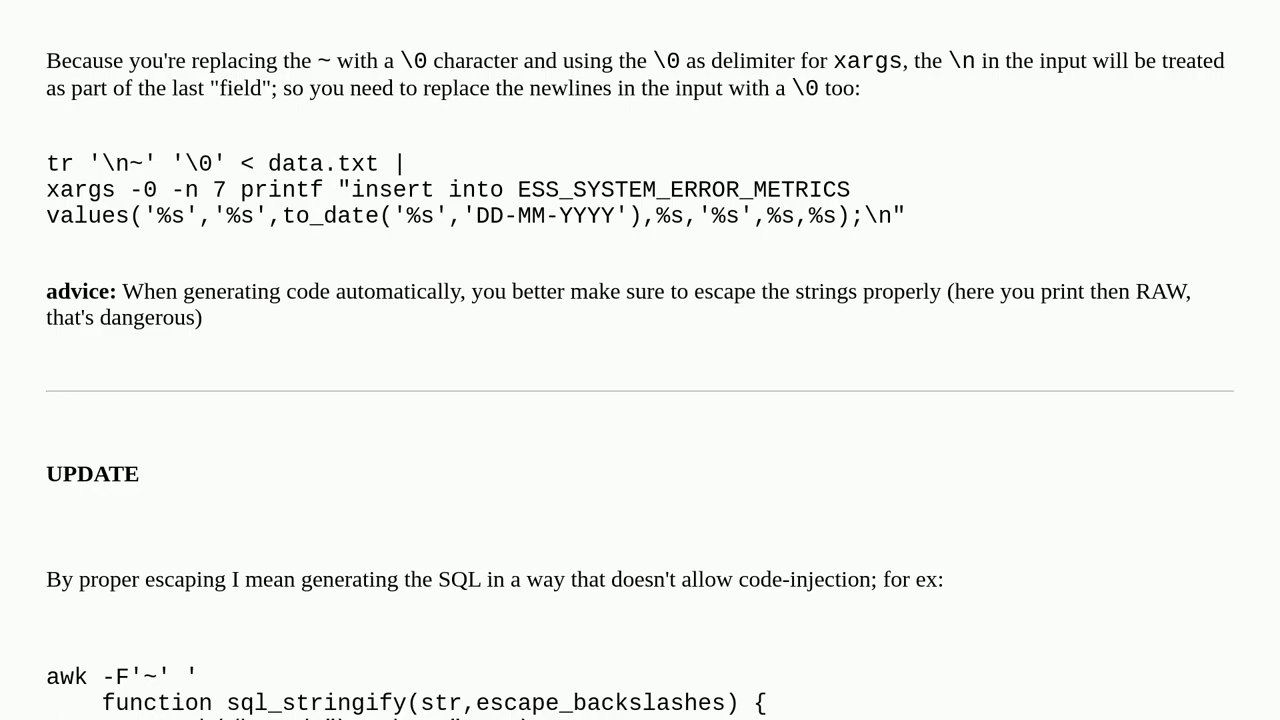 Because you're replacing the ~ with a \0 character and using the \0 as delimiter for xargs, the \n in the input will be treated
as part of the last "field"; so you need to replace the newlines in the input with a \0 too:
tr '\n~' '\0' < data.txt |
xargs -0 -n 7 printf "insert into ESS_SYSTEM_ERROR_METRICS
values('%s','%s',to_date('%s','DD-MM-YYYY'),%s,'%s',%s,%s);\n"
advice: When generating code automatically, you better make sure to escape the strings properly (here you print then RAW,
that's dangerous)
UPDATE
By proper escaping I mean generating the SQL in a way that doesn't allow code-injection; for ex:
awk -F'~' '
    function sql_stringify(str,escape_backslashes) {